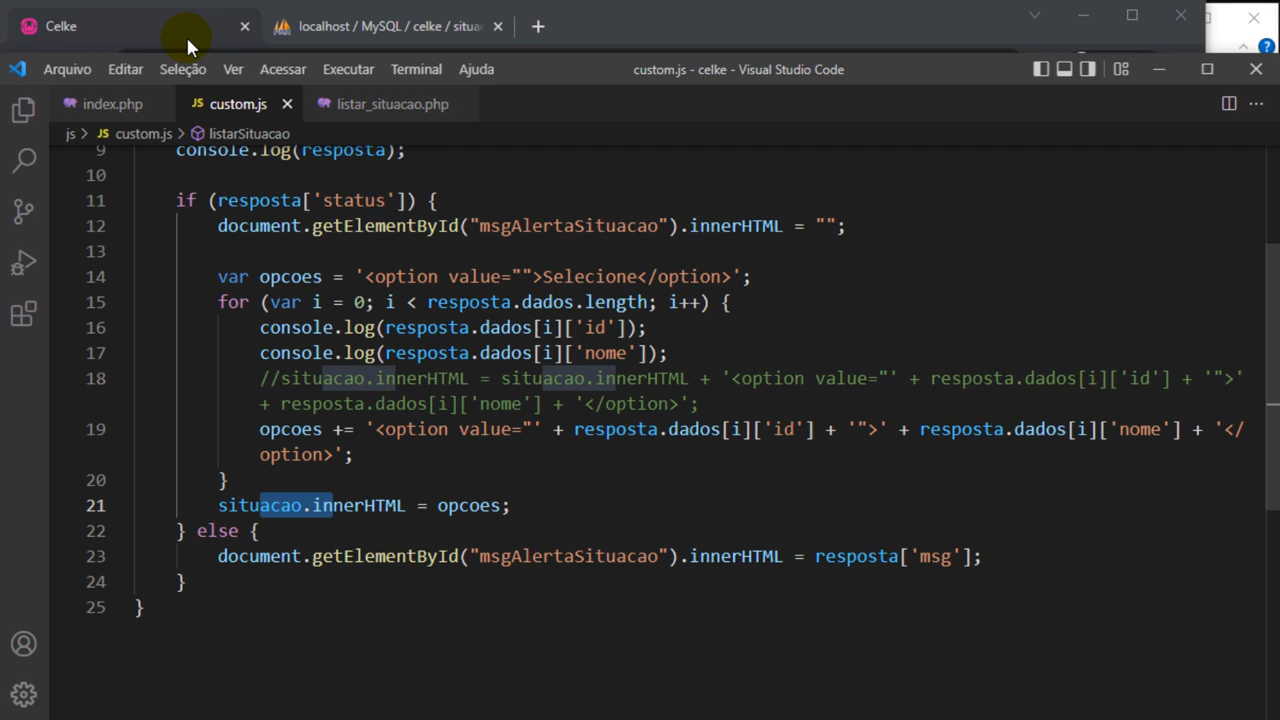 Celke
localhost / MySQL / celke / situac
Arquivo Editar Seleção Ver Acessar Executar Terminal Ajuda
custom.js - celke - Visual Studio Code
index.php
JS custom.js
listar_situacao.php
js > JS custom.js > listarSituacao
9 console.log(resposta);
10
11 if (resposta['status']) {
12 document.getElementById("msgAlertaSituacao").innerHTML = "";
13
14 var opcoes = '<option value="">Selecione</option>';
15 for (var i = 0; i < resposta.dados.length; i++) {
16 console.log(resposta.dados[i]['id']);
17 console.log(resposta.dados[i]['nome']);
18 //situacao.innerHTML = situacao.innerHTML + '<option value="' + resposta.dados[i]['id'] + '">'
+ resposta.dados[i]['nome'] + '</option>';
19 opcoes += '<option value="' + resposta.dados[i]['id'] + '">' + resposta.dados[i]['nome'] + '</
option>';
20 }
21 situacao.innerHTML = opcoes;
22 } else {
23 document.getElementById("msgAlertaSituacao").innerHTML = resposta['msg'];
24 }
25 }